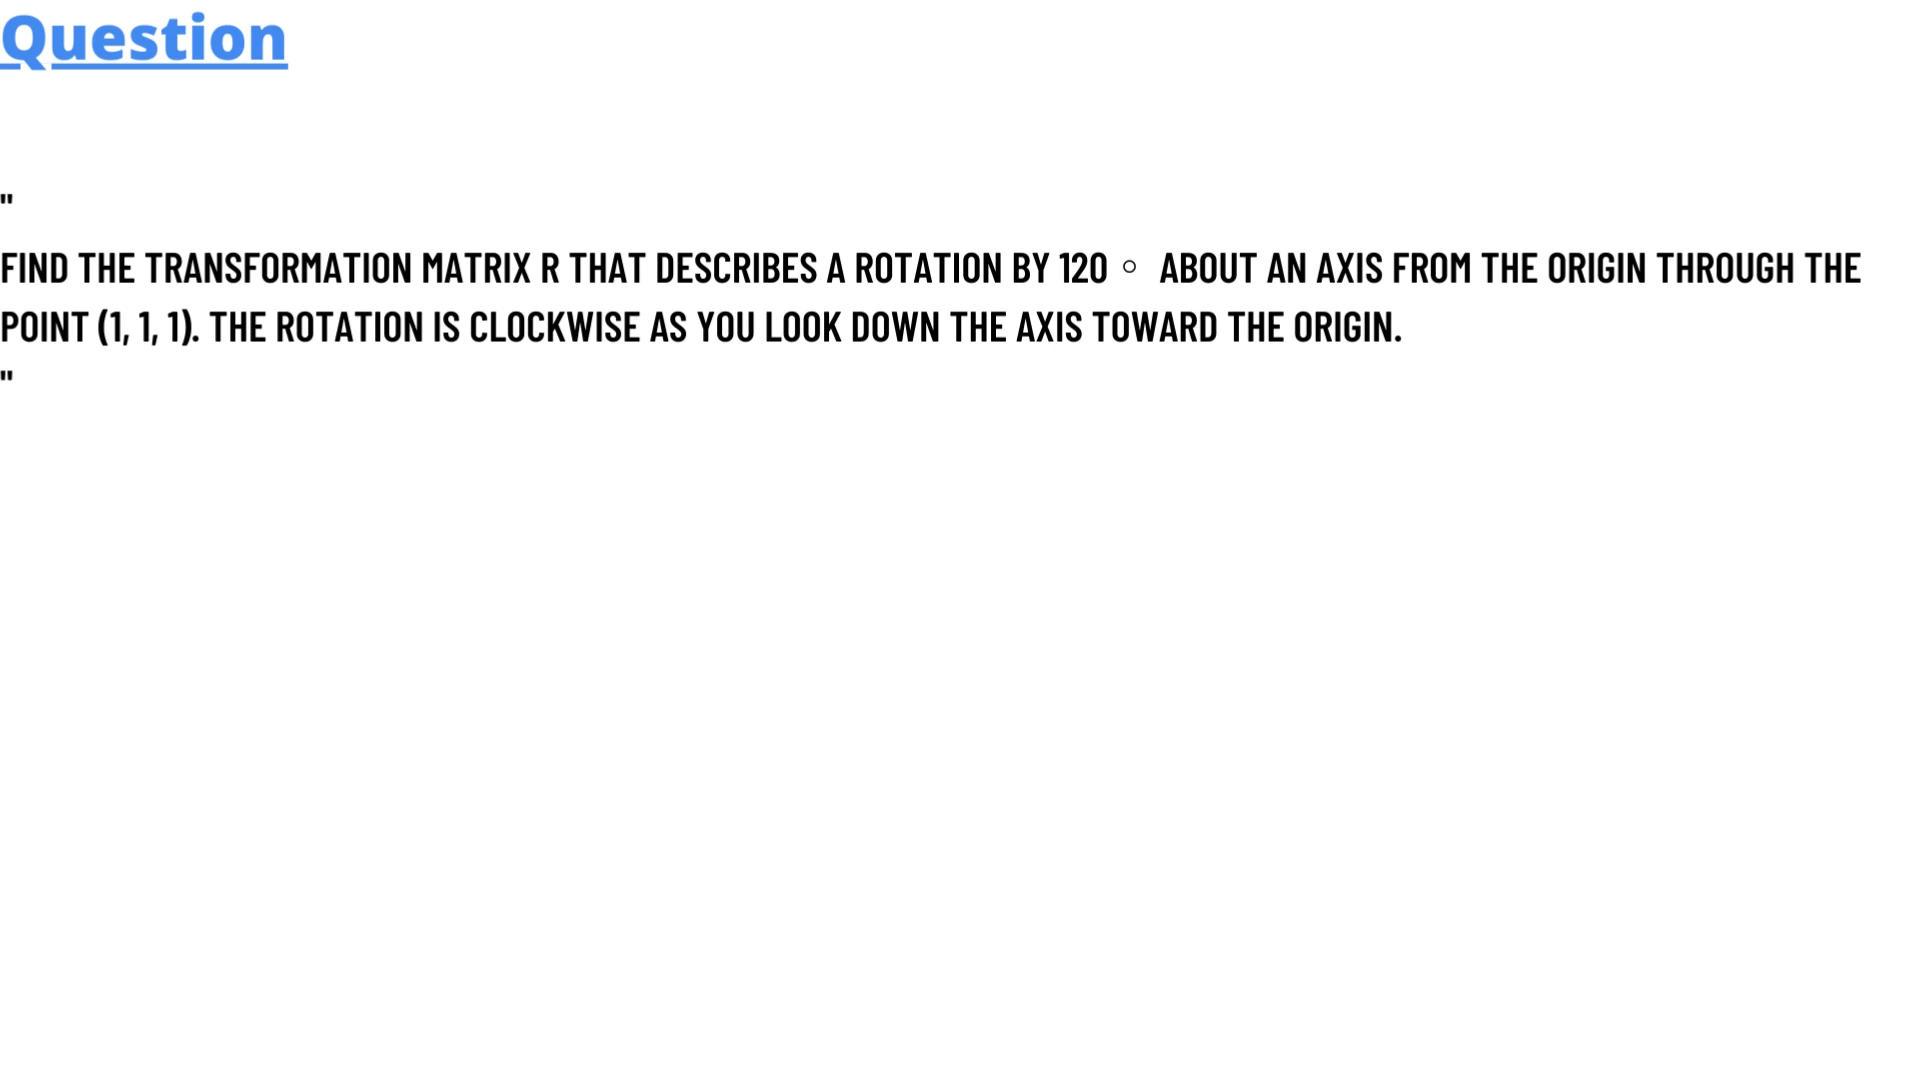 Question
"
FIND THE TRANSFORMATION MATRIX R THAT DESCRIBES A ROTATION BY 120 ◦ ABOUT AN AXIS FROM THE ORIGIN THROUGH THE
POINT (1, 1, 1). THE ROTATION IS CLOCKWISE AS YOU LOOK DOWN THE AXIS TOWARD THE ORIGIN.
"